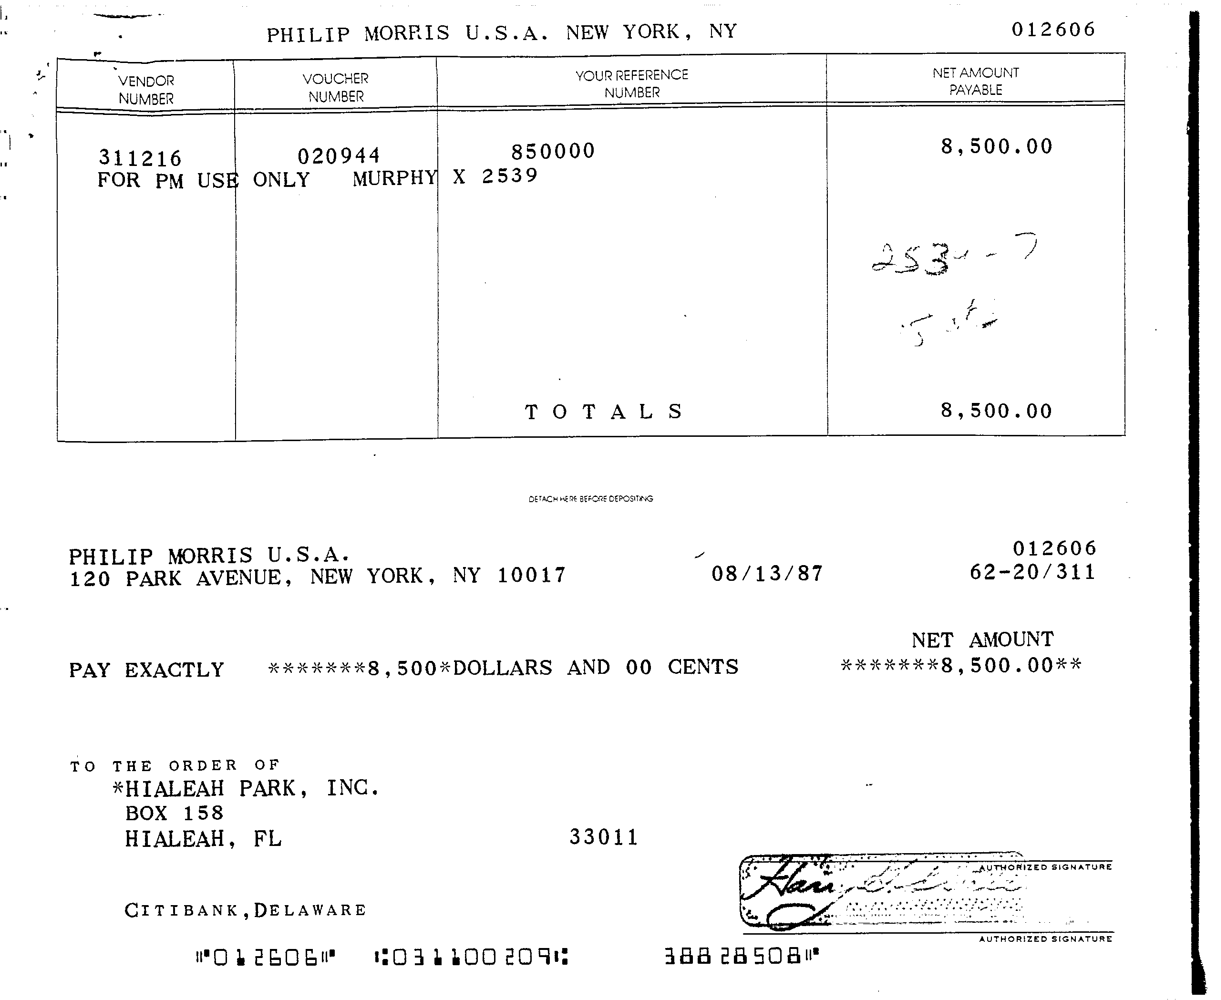 PHILIP MORRIS U.S.A. NEW YORK, NY 012606
VENDOR NUMBER VOUCHER NUMBER YOUR REFERENCE NUMBER NET AMOUNT PAYABLE
311216 020944 850000 8,500.00
FOR PM USE ONLY MURPHY X 2539
253
TOTALS 8,500.00
DETACH HERE BEFORE DEPOSITING
PHILIP MORRIS U.S.A. 012606
120 PARK AVENUE, NEW YORK, NY 10017 08/13/87 62-20/311
NET AMOUNT
PAY EXACTLY *******8,500*DOLLARS AND 00 CENTS *******8,500.00**
TO THE ORDER OF
*HIALEAH PARK, INC.
BOX 158
HIALEAH, FL 33011
AUTHORIZED SIGNATURE
CITIBANK, DELAWARE
AUTHORIZED SIGNATURE
⑈012606⑈ ⑆031100209⑆ 38828508⑈